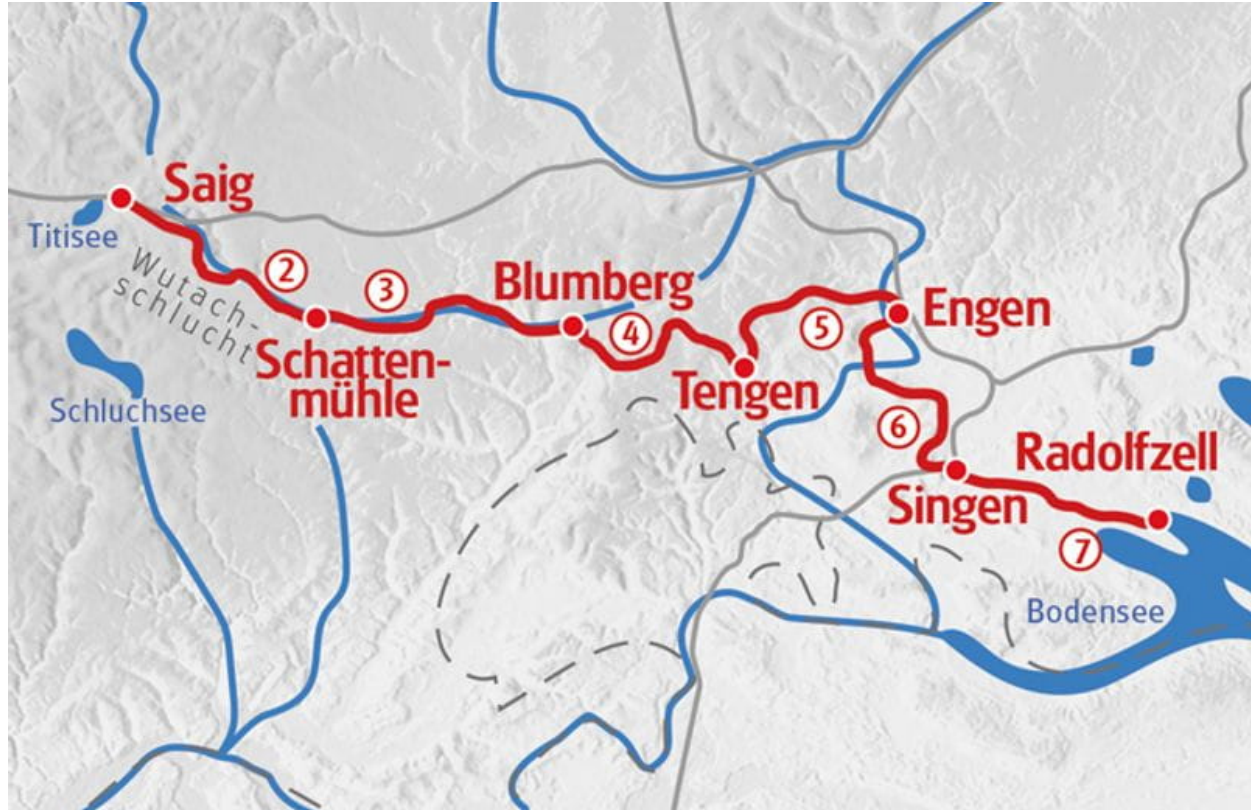 Saig
Titisee
Wutach-
schlucht
②
③
Blumberg
④
⑤
Engen
Schatten-
mühle
Tengen
Schluchsee
⑥
Radolfzell
Singen
⑦
Bodensee